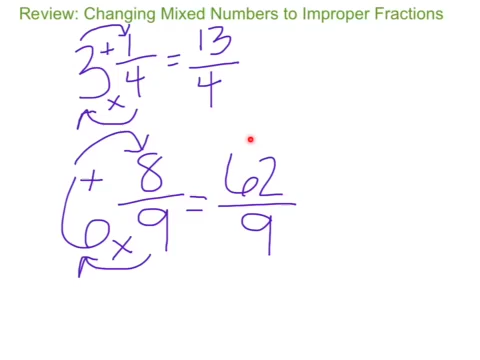 Review: Changing Mixed Numbers to Improper Fractions
3 + 1/4 = 13/4
x
6 + 8/9 = 62/9
x